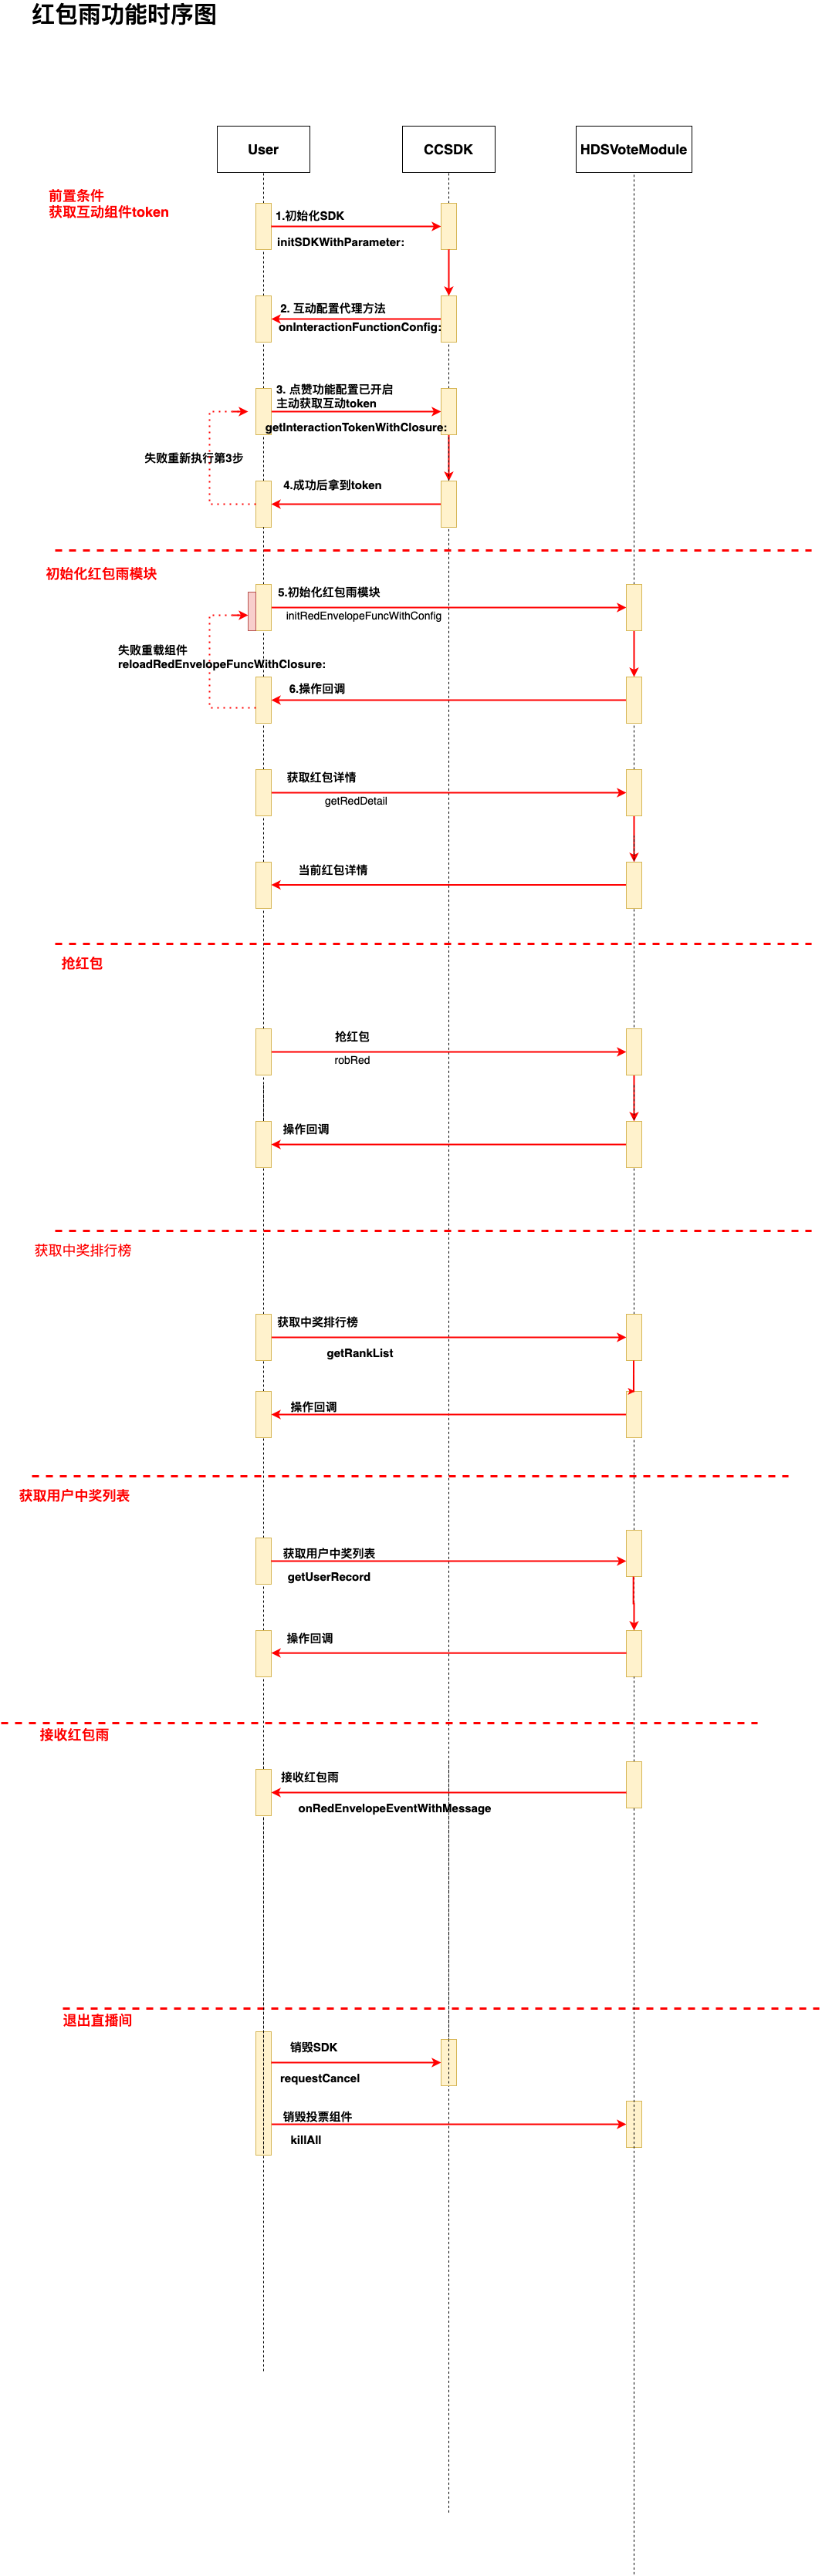 红包雨功能时序图
User
CCSDK
HDSVoteModule
前置条件
获取互动组件token
1.初始化SDK
initSDKWithParameter:
2. 互动配置代理方法
onInteractionFunctionConfig:
3. 点赞功能配置已开启
主动获取互动token
getInteractionTokenWithClosure:
失败重新执行第3步
4.成功后拿到token
初始化红包雨模块
5.初始化红包雨模块
initRedEnvelopeFuncWithConfig
失败重载组件
reloadRedEnvelopeFuncWithClosure:
6.操作回调
获取红包详情
getRedDetail
当前红包详情
抢红包
抢红包
robRed
操作回调
获取中奖排行榜
获取中奖排行榜
getRankList
操作回调
获取用户中奖列表
获取用户中奖列表
getUserRecord
操作回调
接收红包雨
接收红包雨
onRedEnvelopeEventWithMessage
退出直播间
销毁SDK
requestCancel
销毁投票组件
killAll